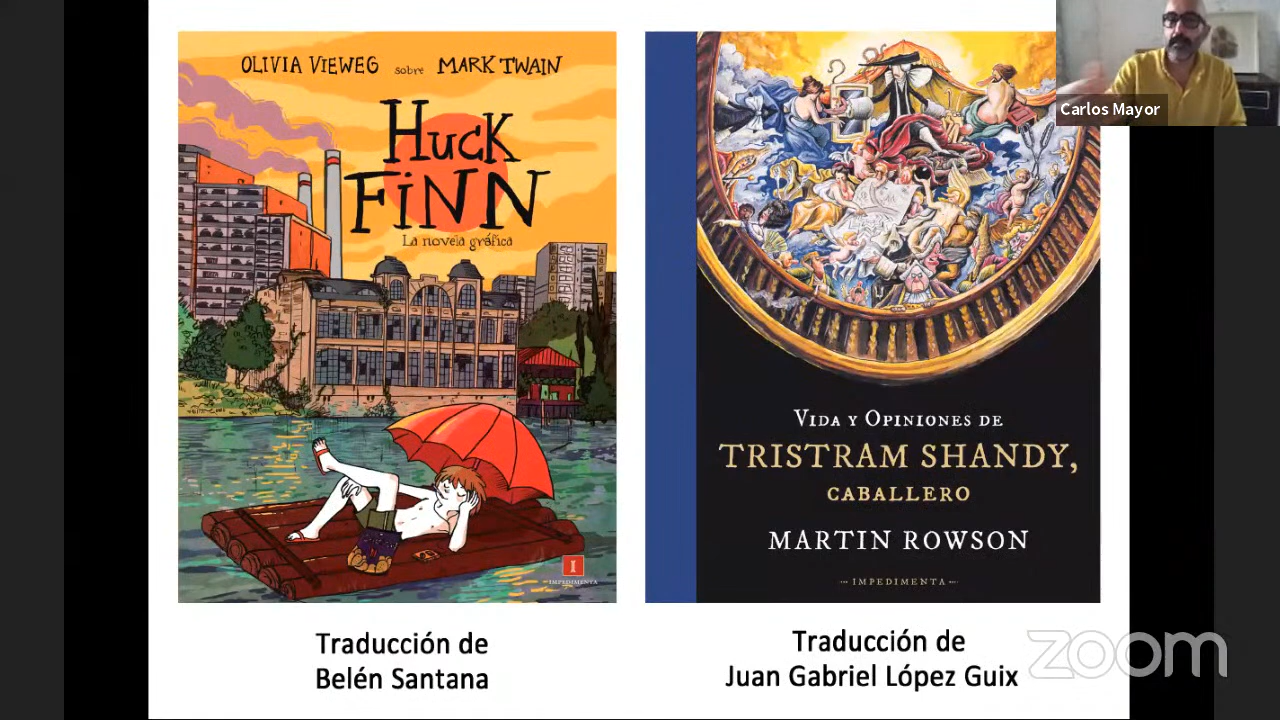 OLIVIA VIEWEG sobre MARK TWAIN
HUCK
FINN
La novela gráfica
I
IMPEDIMENTA
Traducción de
Belén Santana
VIDA Y OPINIONES DE
TRISTRAM SHANDY,
CABALLERO
MARTIN ROWSON
IMPEDIMENTA
Traducción de
Juan Gabriel López Guix
Carlos Mayor
zoom